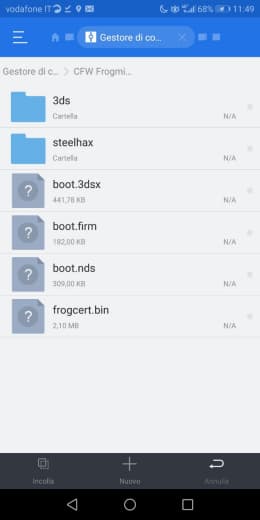 vodafone IT 68% 11:49
Gestore di co...
Gestore di c... > CFW Frogmi...
3ds
Cartella N/A
steelhax
Cartella N/A
boot.3dsx
441,78 KB N/A
boot.firm
182,00 KB N/A
boot.nds
309,00 KB N/A
frogcert.bin
2,10 MB N/A
Incolla Nuovo Annulla